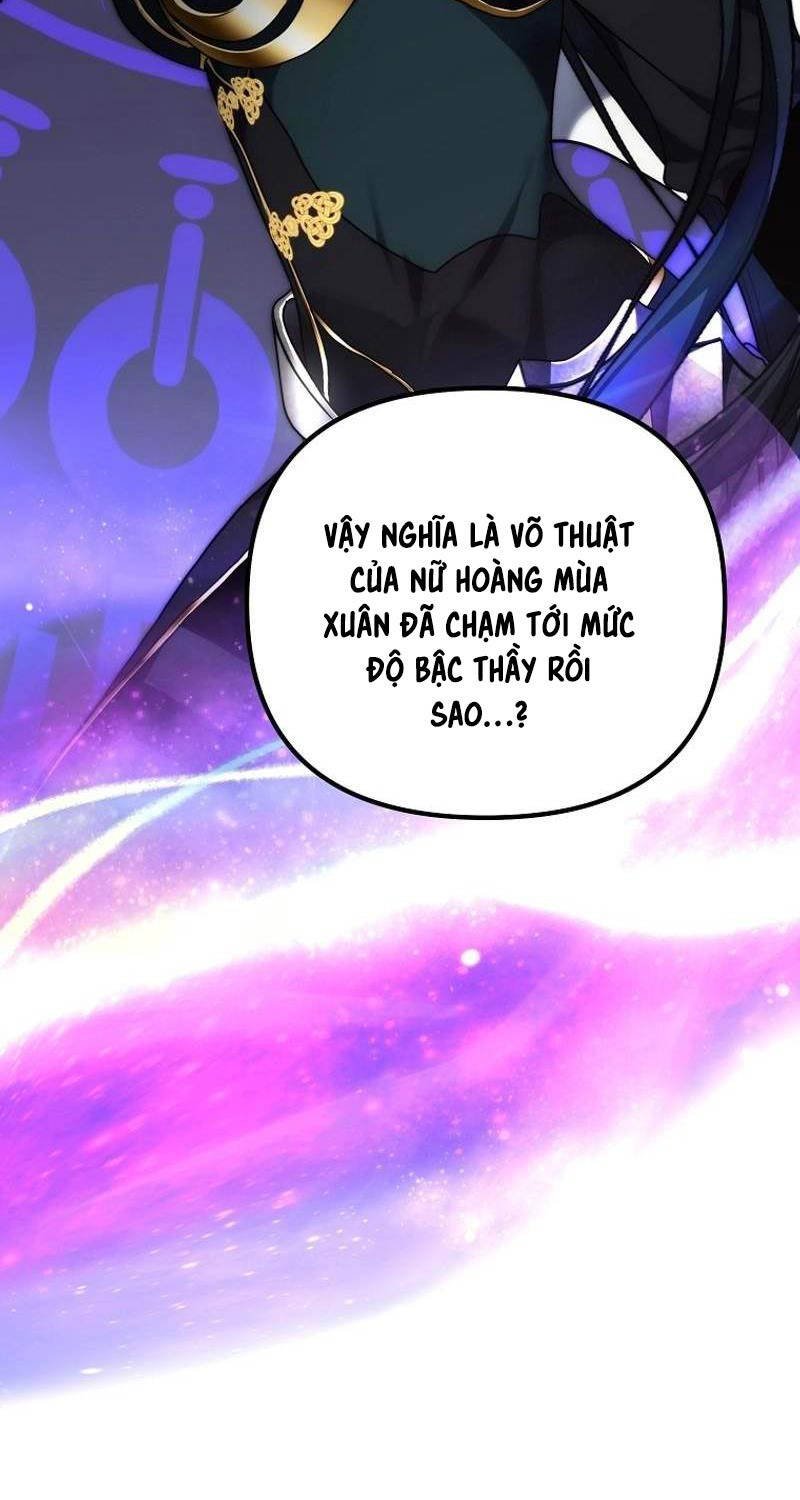 VẬY NGHĨA LÀ VÕ THUẬT
CỦA NỮ HOÀNG MÙA
XUÂN ĐÃ CHẠM TỚI MỨC
ĐỘ BẬC THẦY RỒI
SAO...?